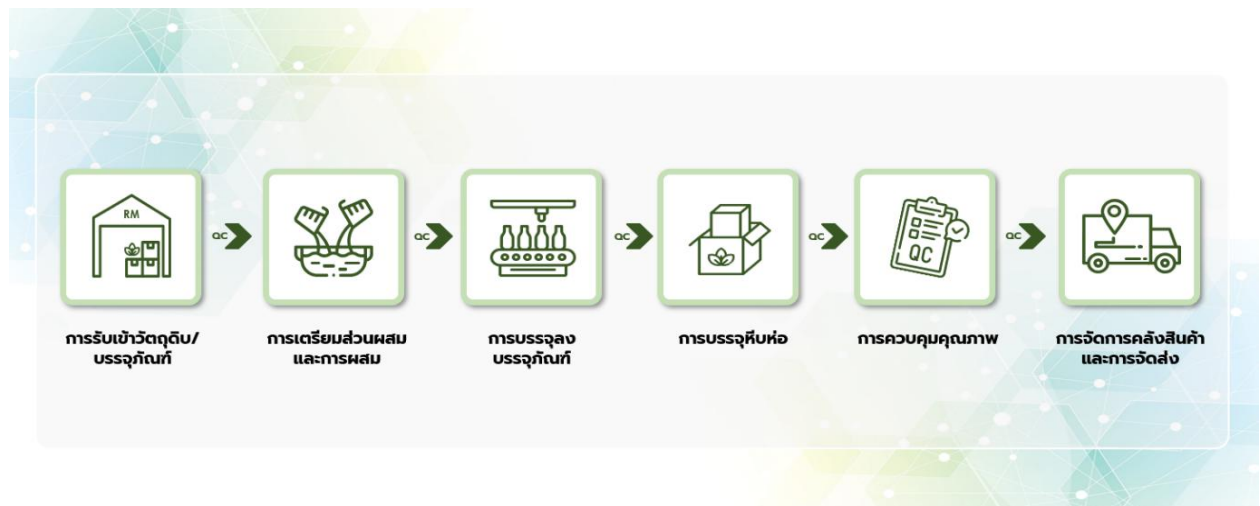 RM
QC
QC
QC
QC
QC
QC
การรับเข้าวัตถุดิบ/
บรรจุภัณฑ์
การเตรียมส่วนผสม
และการผสม
การบรรจุลง
บรรจุภัณฑ์
การบรรจุหีบห่อ
การควบคุมคุณภาพ
การจัดการคลังสินค้า
และการจัดส่ง